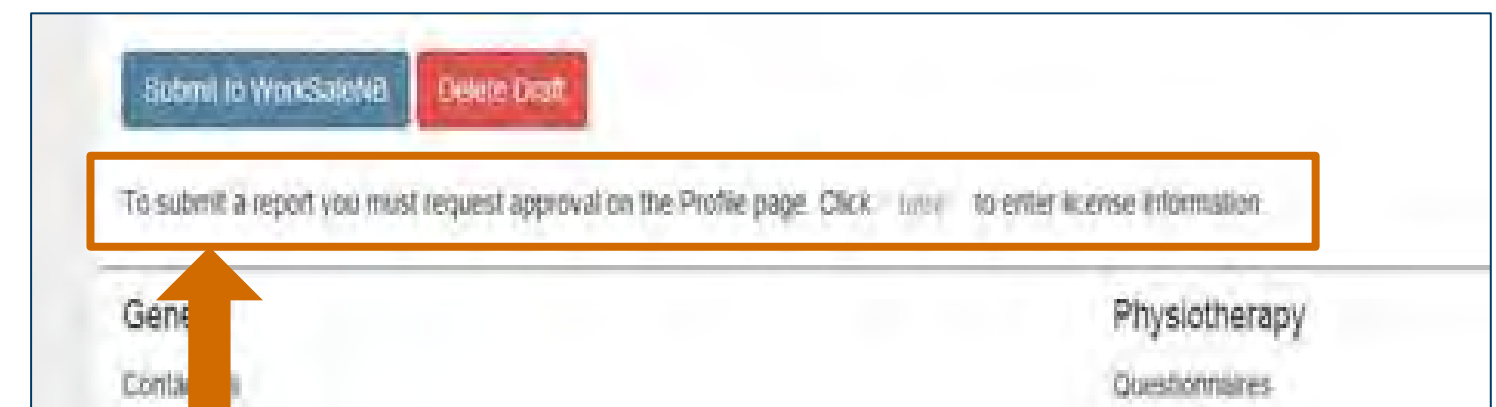 Submit to WorkSafeNB Delete Draft
To submit a report you must request approval on the Profile page. Click to enter license information
Physiotherapy
Questionnaires